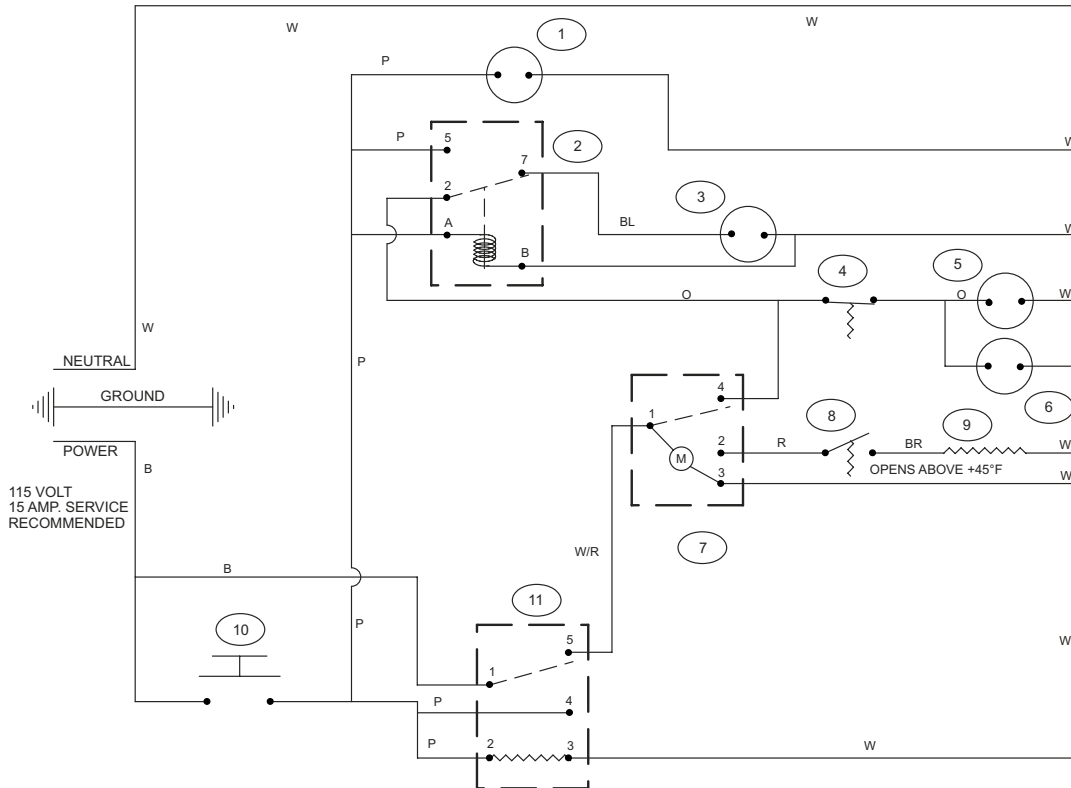 W
W
1
P
P
5
2
7
W
2
3
A
BL
W
B
4
5
O
O
W
W
P
NEUTRAL
GROUND
4
1
8
9
6
POWER
2
R
BR
W
M
B
OPENS ABOVE +45°F
3
W
115 VOLT
15 AMP. SERVICE
RECOMMENDED
7
W/R
B
11
10
P
5
W
1
P
4
P
2
3
W